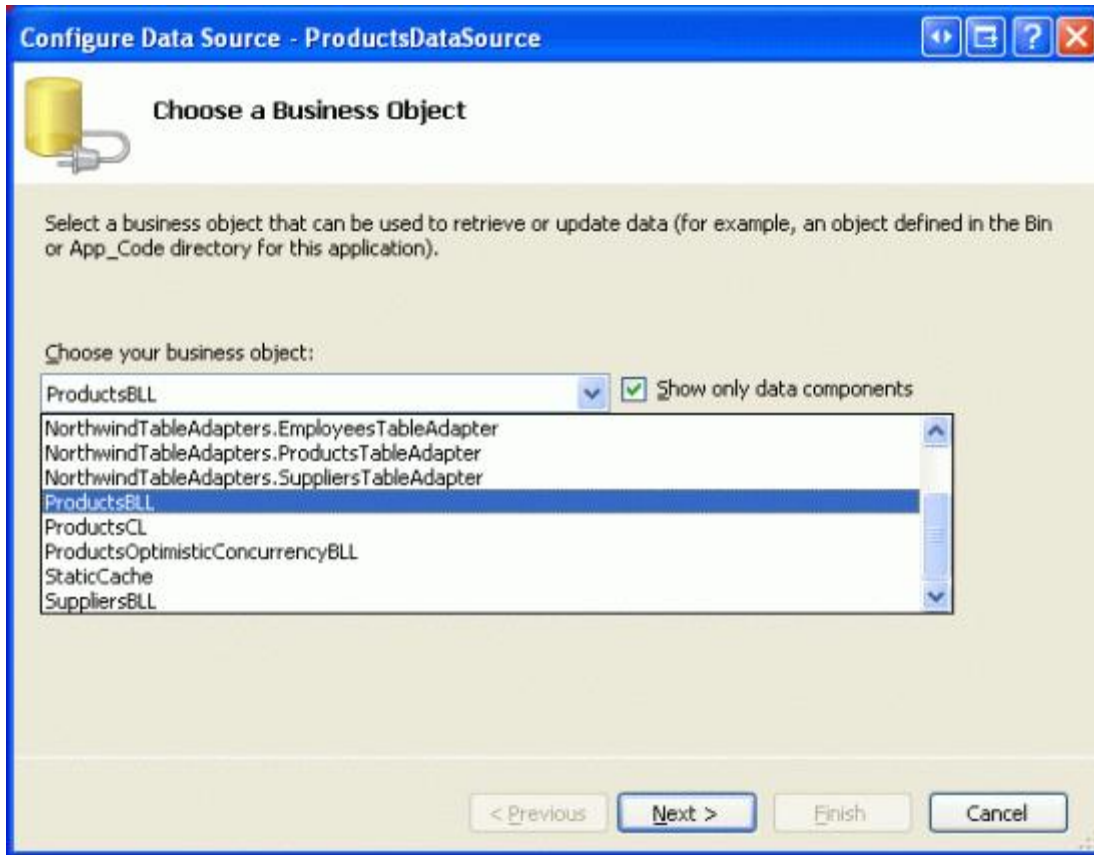 Configure Data Source - ProductsDataSource
Choose a Business Object
Select a business object that can be used to retrieve or update data (for example, an object defined in the Bin
or App_Code directory for this application).
Choose your business object:
ProductsBLL
Show only data components
NorthwindTableAdapters.EmployeesTableAdapter
NorthwindTableAdapters.ProductsTableAdapter
NorthwindTableAdapters.SuppliersTableAdapter
ProductsBLL
ProductsCL
ProductsOptimisticConcurrencyBLL
StaticCache
SuppliersBLL
< Previous
Next >
Finish
Cancel